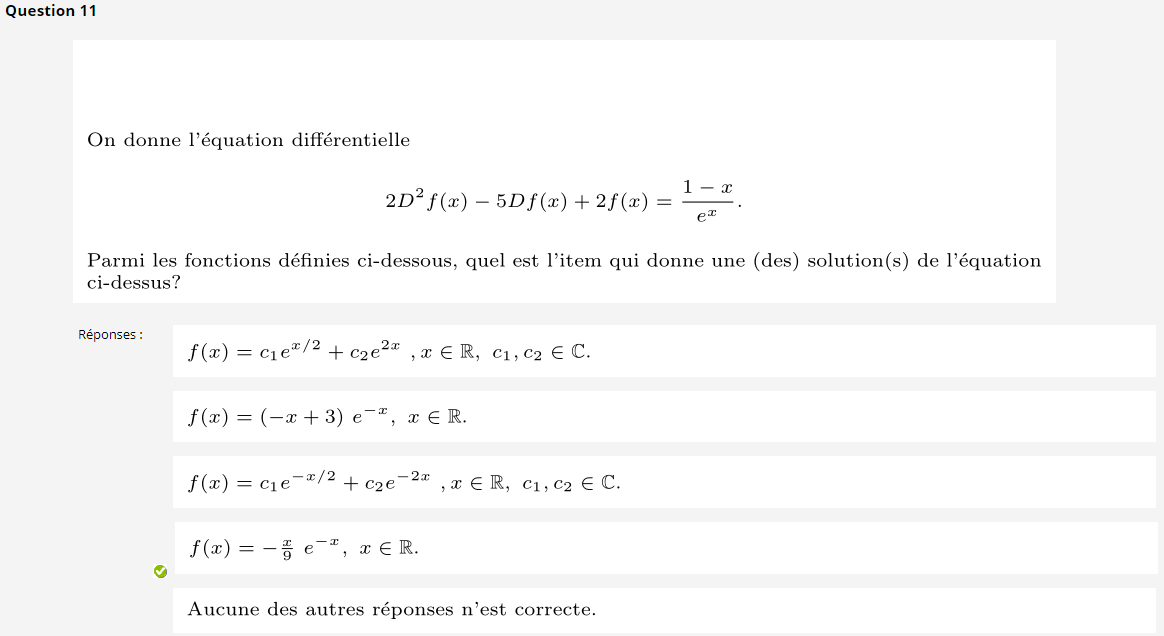 Question 11
On donne l'équation différentielle
2D²f(x) − 5Df(x) + 2f(x) = (1 − x)/eˣ.
Parmi les fonctions définies ci-dessous, quel est l'item qui donne une (des) solution(s) de l'équation
ci-dessus?
Réponses :
f(x) = c₁e^{x/2} + c₂e^{2x} , x ∈ ℝ, c₁, c₂ ∈ ℂ.
f(x) = (−x + 3) e^{−x}, x ∈ ℝ.
f(x) = c₁e^{−x/2} + c₂e^{−2x} , x ∈ ℝ, c₁, c₂ ∈ ℂ.
f(x) = −x/9 e^{−x}, x ∈ ℝ.
Aucune des autres réponses n'est correcte.